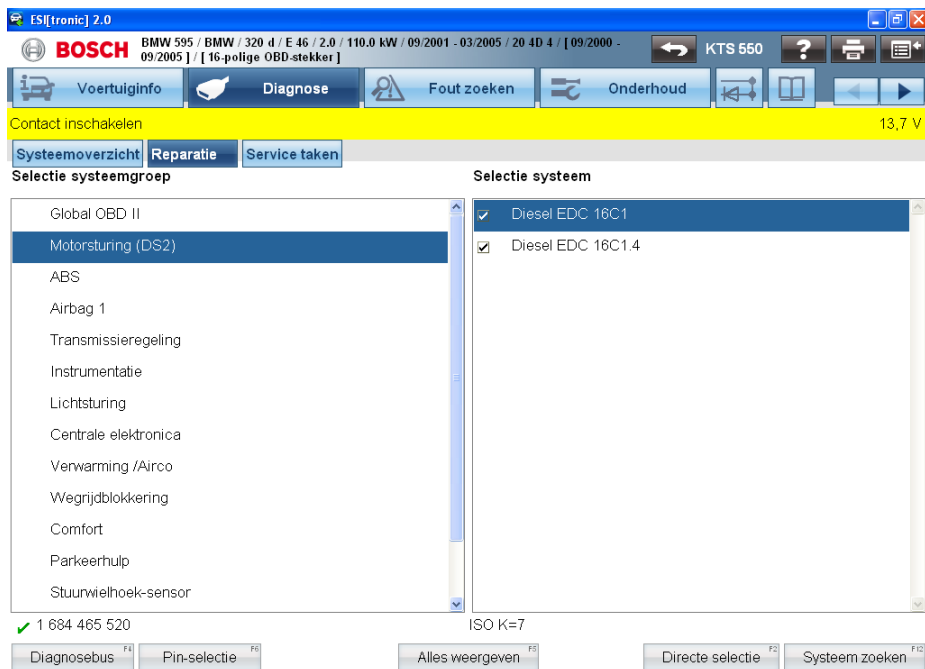 ESI[tronic] 2.0
BOSCH
BMW 595 / BMW / 320 d / E 46 / 2.0 / 110.0 kW / 09/2001 - 03/2005 / 20 4D 4 / [ 09/2000 -
09/2005 ] / [ 16-polige OBD-stekker ]
KTS 550
?
Voertuiginfo
Diagnose
Fout zoeken
Onderhoud
Contact inschakelen
13,7 V
Systeemoverzicht
Reparatie
Service taken
Selectie systeemgroep
Selectie systeem
Global OBD II
Motorsturing (DS2)
ABS
Airbag 1
Transmissieregeling
Instrumentatie
Lichtsturing
Centrale elektronica
Verwarming /Airco
Wegrijdblokkering
Comfort
Parkeerhulp
Stuurwielhoek-sensor
Diesel EDC 16C1
Diesel EDC 16C1.4
1 684 465 520
ISO K=7
Diagnosebus F4
Pin-selectie F6
Alles weergeven F5
Directe selectie F2
Systeem zoeken F12